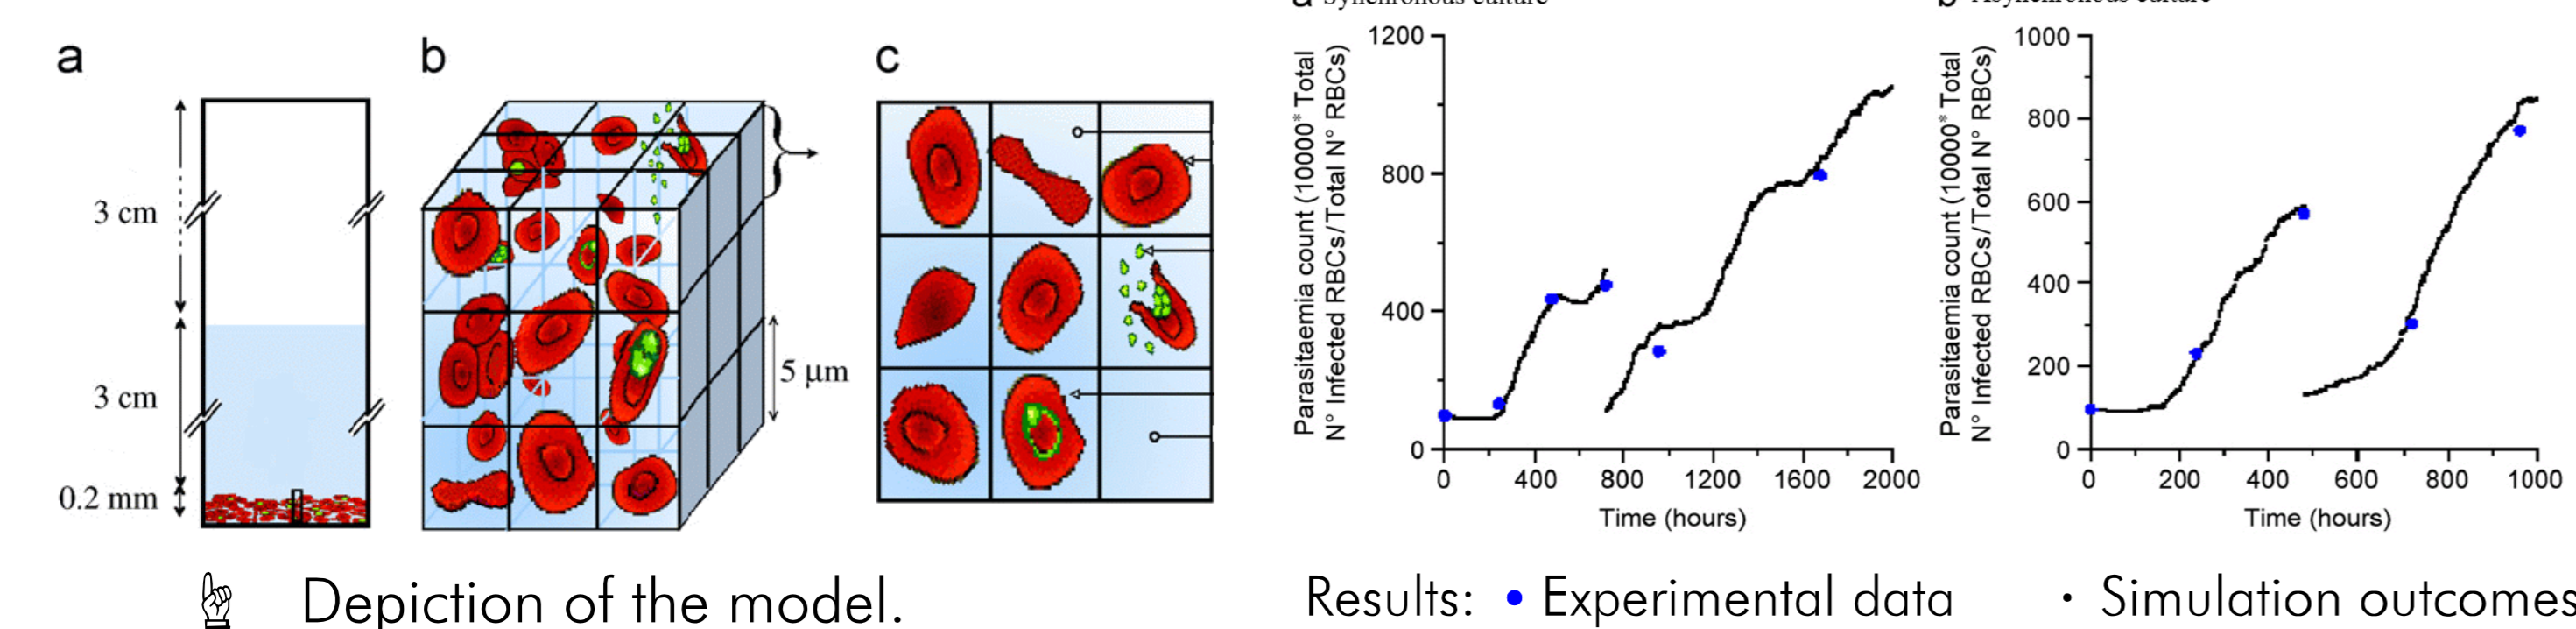 a
b
c
3 cm
3 cm
0.2 mm
5 μm
☝ Depiction of the model.
a Synchronous culture
Parasitaemia count (10000* Total
N° Infected RBCs/Total N° RBCs)
1200
800
400
0
0 400 800 1200 1600 2000
Time (hours)
b Asynchronous culture
Parasitaemia count (10000* Total
N° Infected RBCs/Total N° RBCs)
1000
800
600
400
200
0
0 200 400 600 800 1000
Time (hours)
Results: • Experimental data • Simulation outcomes